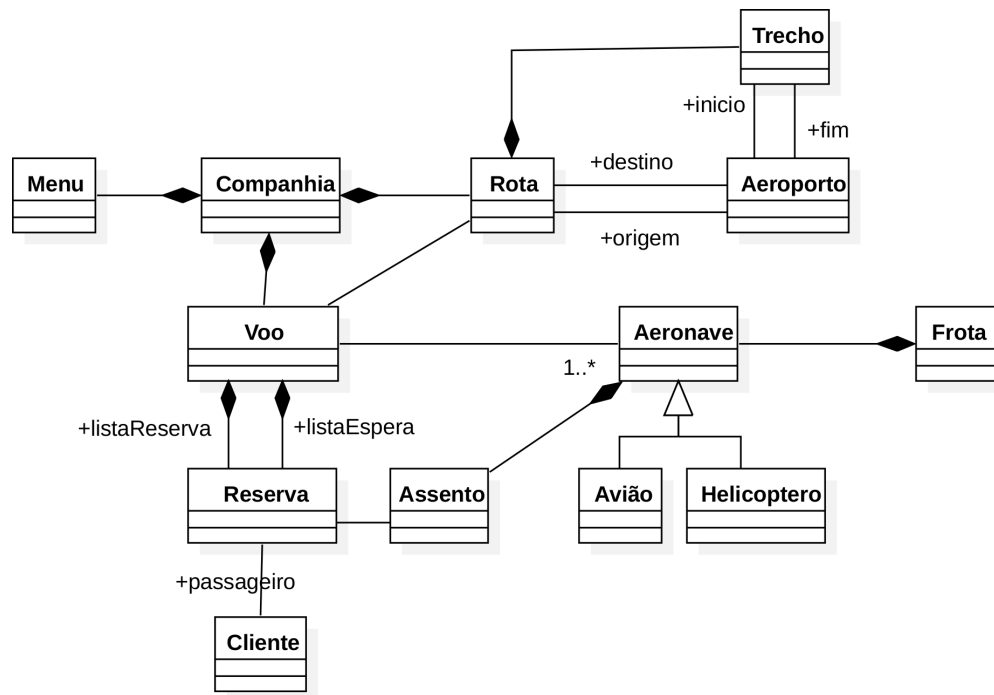 Trecho
+inicio
+fim
Menu
Companhia
Rota
+destino
Aeroporto
+origem
Voo
Aeronave
Frota
1..*
+listaReserva
+listaEspera
Reserva
Assento
Avião
Helicoptero
+passageiro
Cliente